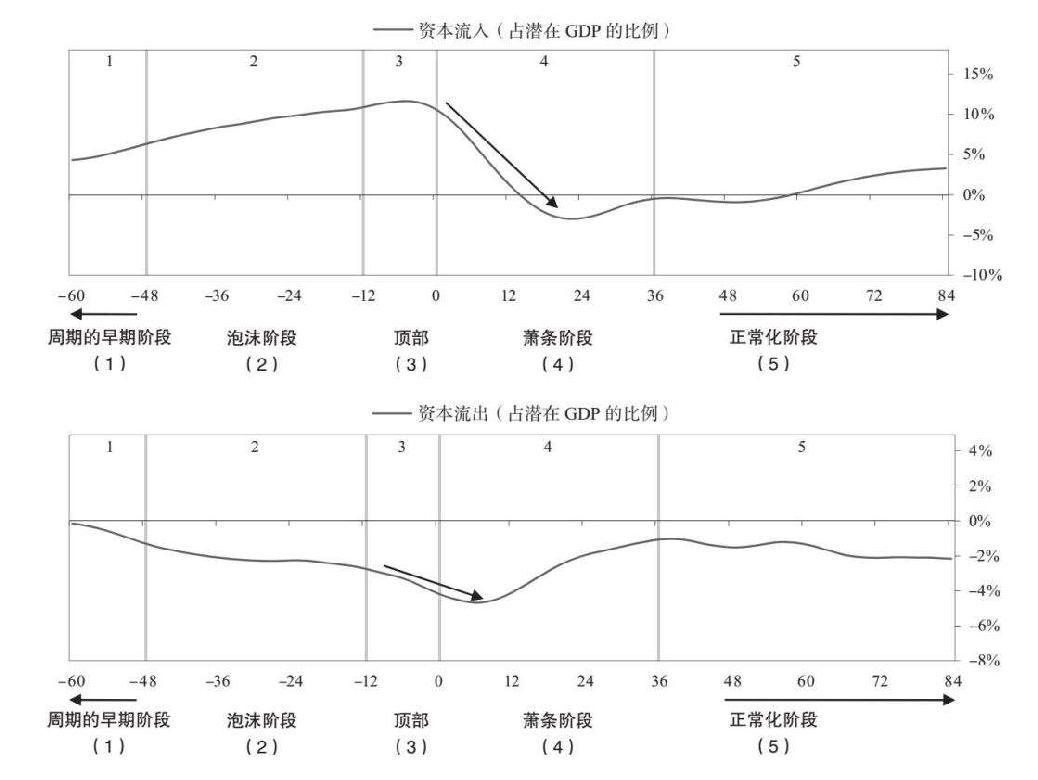 资本流入（占潜在 GDP 的比例）
1 2 3 4 5
15%
10%
5%
0%
–5%
–10%
–60 –48 –36 –24 –12 0 12 24 36 48 60 72 84
周期的早期阶段 泡沫阶段 顶部 萧条阶段 正常化阶段
（1） （2） （3） （4） （5）
资本流出（占潜在 GDP 的比例）
1 2 3 4 5
4%
2%
0%
–2%
–4%
–6%
–8%
–60 –48 –36 –24 –12 0 12 24 36 48 60 72 84
周期的早期阶段 泡沫阶段 顶部 萧条阶段 正常化阶段
（1） （2） （3） （4） （5）